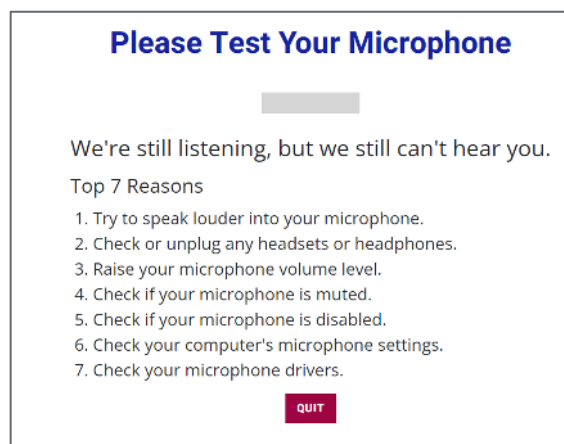 Please Test Your Microphone
We're still listening, but we still can't hear you.
Top 7 Reasons
1. Try to speak louder into your microphone.
2. Check or unplug any headsets or headphones.
3. Raise your microphone volume level.
4. Check if your microphone is muted.
5. Check if your microphone is disabled.
6. Check your computer's microphone settings.
7. Check your microphone drivers.
QUIT